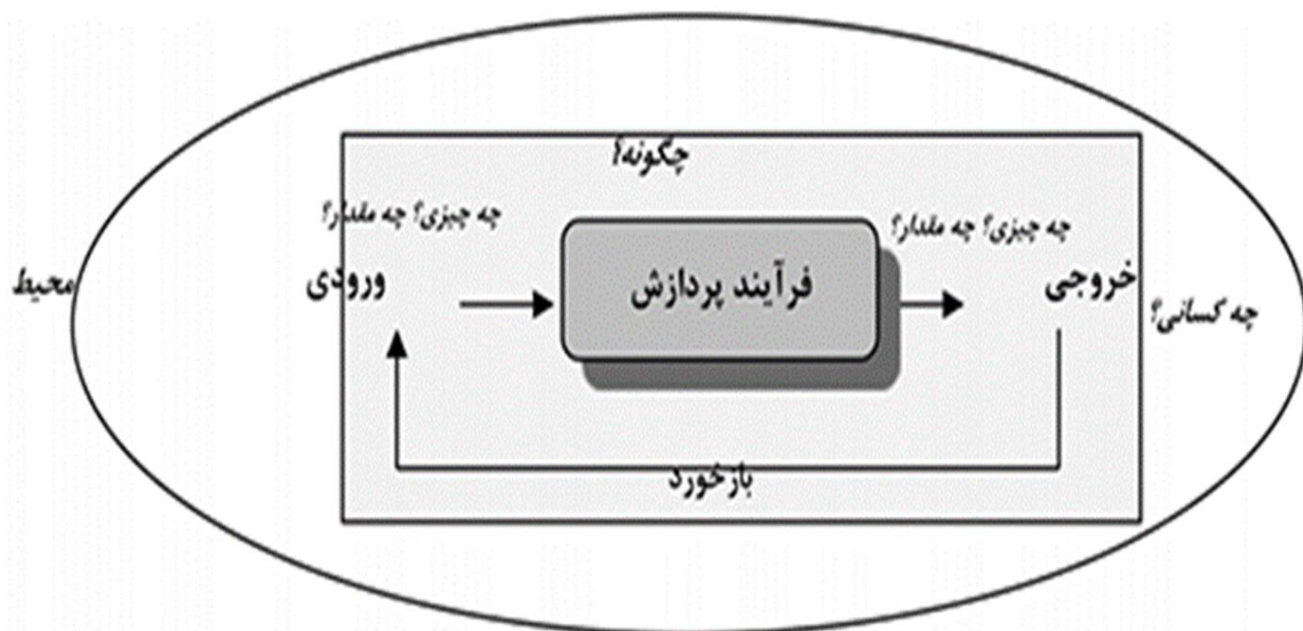 چگونه؟
چه چیزی؟ چه مقدار؟
چه چیزی؟ چه مقدار؟
ورودی
فرآیند پردازش
خروجی
محیط
چه کسانی؟
بازخورد